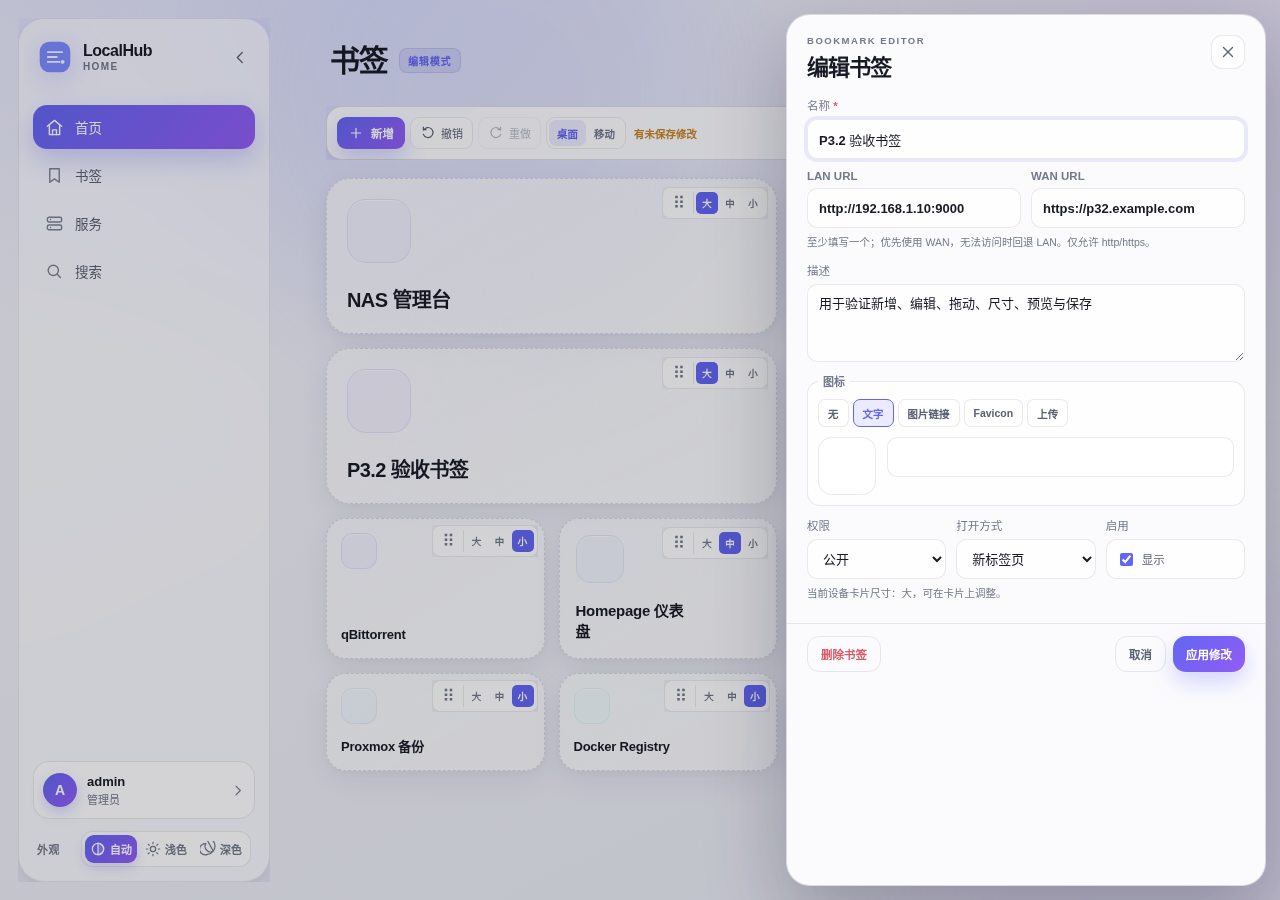 LocalHub
HOME
首页
书签
服务
搜索
admin
管理员
A
外观
自动
浅色
深色
书签
编辑模式
新增
撤销
重做
桌面
移动
有未保存修改
大 中 小
NAS 管理台
大 中 小
P3.2 验收书签
大 中 小
qBittorrent
大 中 小
Homepage 仪表
盘
大 中 小
Proxmox 备份
大 中 小
Docker Registry
BOOKMARK EDITOR
编辑书签
名称 *
P3.2 验收书签
LAN URL
WAN URL
http://192.168.1.10:9000
https://p32.example.com
至少填写一个；优先使用 WAN，无法访问时回退 LAN。仅允许 http/https。
描述
用于验证新增、编辑、拖动、尺寸、预览与保存
图标
无
文字
图片链接
Favicon
上传
权限
打开方式
启用
公开
新标签页
显示
当前设备卡片尺寸：大，可在卡片上调整。
删除书签
取消
应用修改